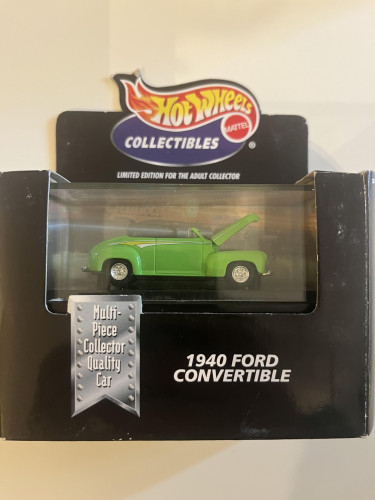 Hot Wheels
MATTEL
COLLECTIBLES ®
LIMITED EDITION FOR THE ADULT COLLECTOR
Multi-
Piece
Collector
Quality
Car
1940 FORD
CONVERTIBLE